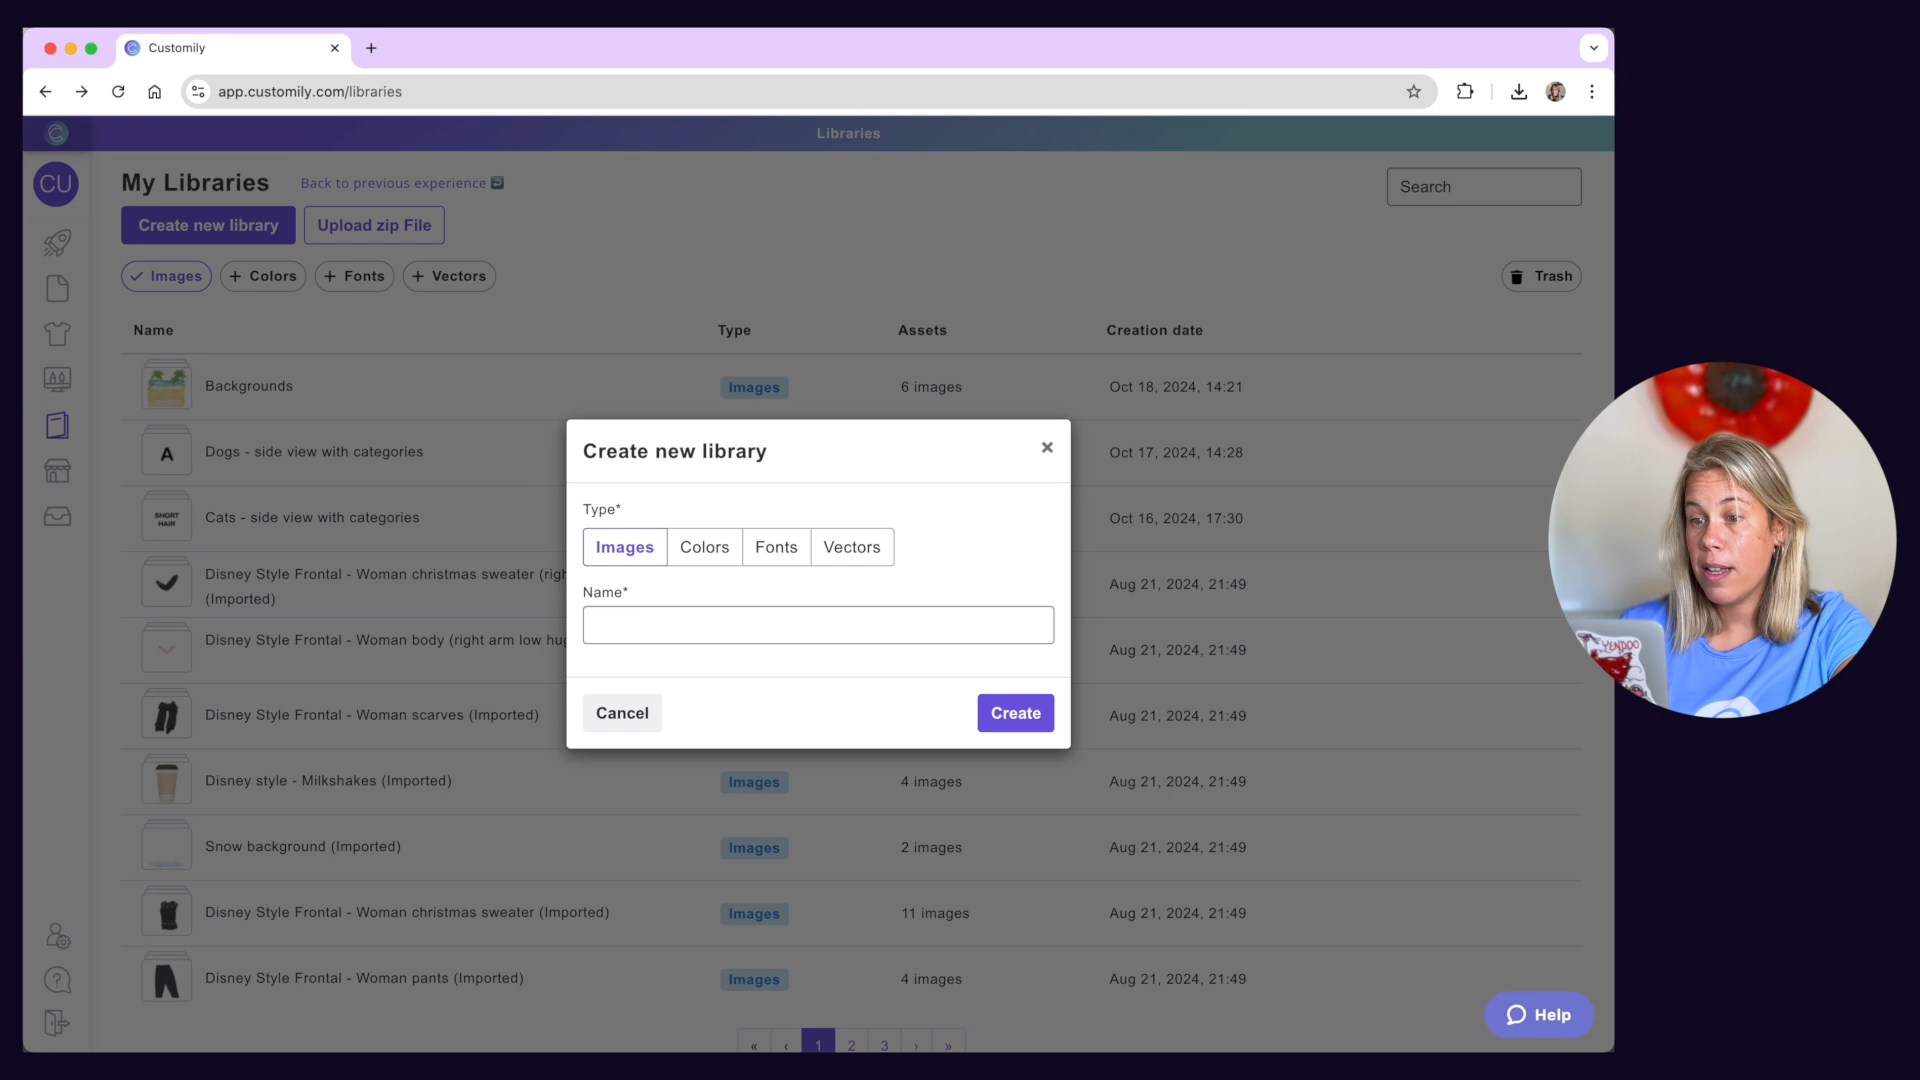 Customily
app.customily.com/libraries
Libraries
CU
My Libraries
Back to previous experience
Search
Create new library
Upload zip File
Images
Colors
Fonts
Vectors
Trash
Name
Type
Assets
Creation date
Backgrounds
Images
6 images
Oct 18, 2024, 14:21
A
Dogs - side view with categories
Oct 17, 2024, 14:28
SHORT
HAIR
Cats - side view with categories
Oct 16, 2024, 17:30
Disney Style Frontal - Woman christmas sweater (righ
(Imported)
Aug 21, 2024, 21:49
Disney Style Frontal - Woman body (right arm low hug
Aug 21, 2024, 21:49
Disney Style Frontal - Woman scarves (Imported)
Aug 21, 2024, 21:49
Disney style - Milkshakes (Imported)
Images
4 images
Aug 21, 2024, 21:49
Snow background (Imported)
Images
2 images
Aug 21, 2024, 21:49
Disney Style Frontal - Woman christmas sweater (Imported)
Images
11 images
Aug 21, 2024, 21:49
Disney Style Frontal - Woman pants (Imported)
Images
4 images
Aug 21, 2024, 21:49
« ‹ 1 2 3 › »
Create new library
×
Type*
Images
Colors
Fonts
Vectors
Name*
Cancel
Create
Help
YENDOO